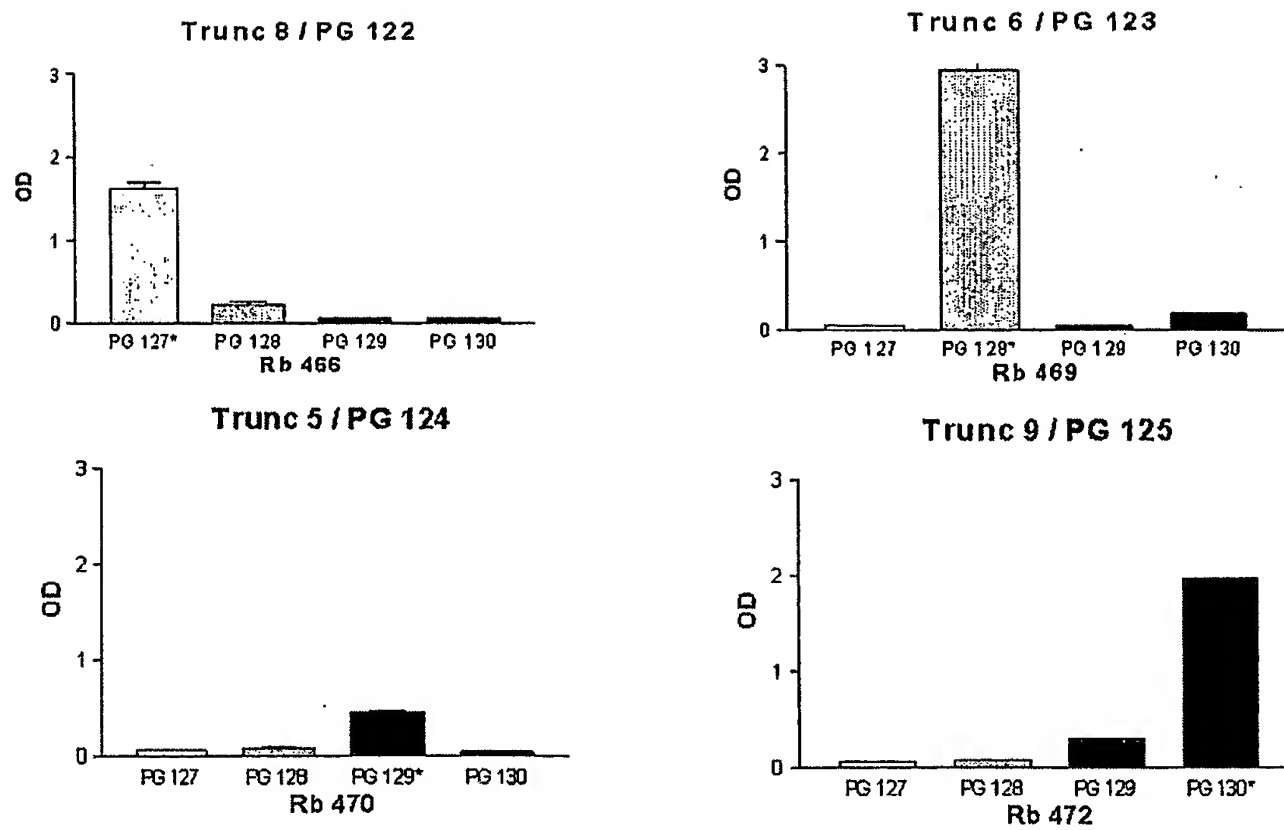 Trunc 8 / PG 122
3
2
1
0
OD
PG 127* PG 128 PG 129 PG 130
Rb 466
Trunc 6 / PG 123
3
2
1
0
OD
PG 127 PG 128* PG 129 PG 130
Rb 469
Trunc 5 / PG 124
3
2
1
0
OD
PG 127 PG 128 PG 129* PG 130
Rb 470
Trunc 9 / PG 125
3
2
1
0
OD
PG 127 PG 128 PG 129 PG 130*
Rb 472